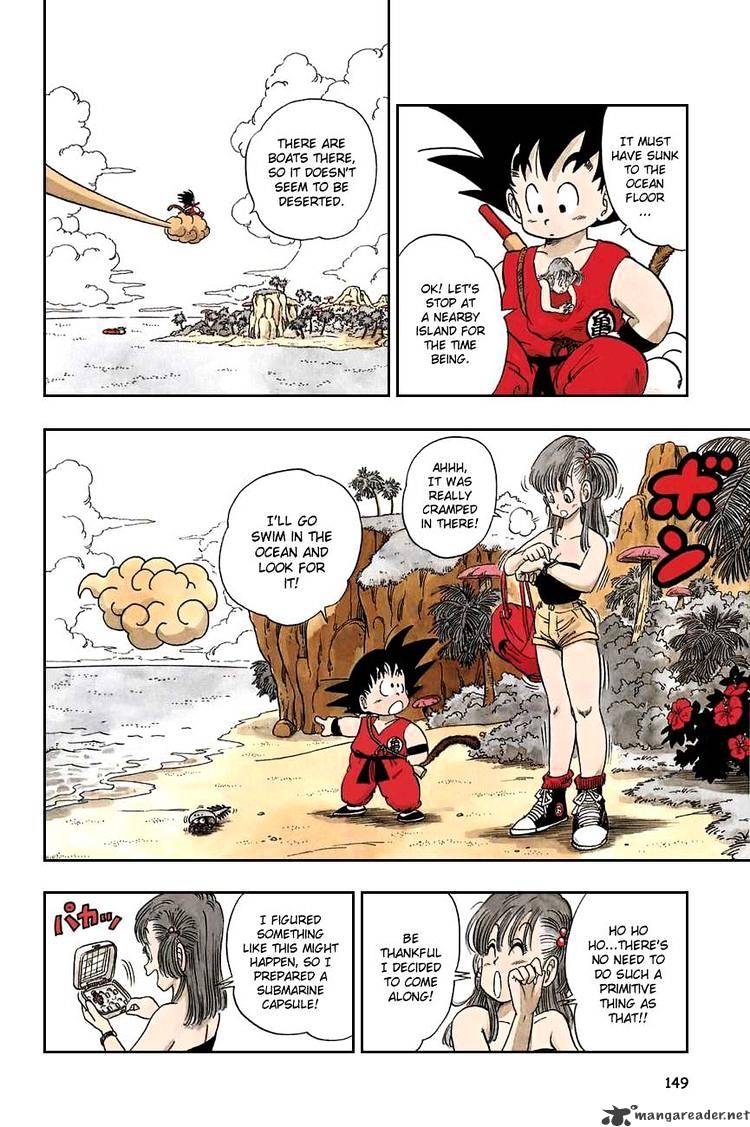 IT MUST
HAVE SUNK
TO THE
OCEAN
FLOOR
...
OK! LET'S
STOP AT
A NEARBY
ISLAND FOR
THE TIME
BEING.
亀
THERE ARE
BOATS THERE,
SO IT DOESN'T
SEEM TO BE
DESERTED.
ボンッ
AHHH,
IT WAS
REALLY
CRAMPED
IN THERE!
I'LL GO
SWIM IN THE
OCEAN AND
LOOK FOR
IT!
亀
HO HO
HO...THERE'S
NO NEED TO
DO SUCH A
PRIMITIVE
THING AS
THAT!!
BE
THANKFUL
I DECIDED
TO COME
ALONG!
I FIGURED
SOMETHING
LIKE THIS MIGHT
HAPPEN, SO I
PREPARED A
SUBMARINE
CAPSULE!
パカッ
149
mangareader.net